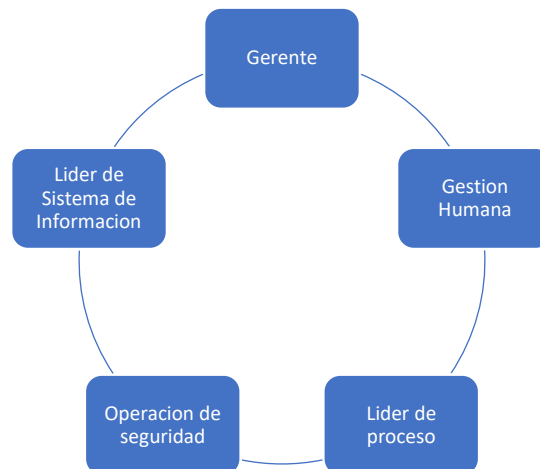 Gerente
Gestion
Humana
Lider de
proceso
Operacion de
seguridad
Lider de
Sistema de
Informacion